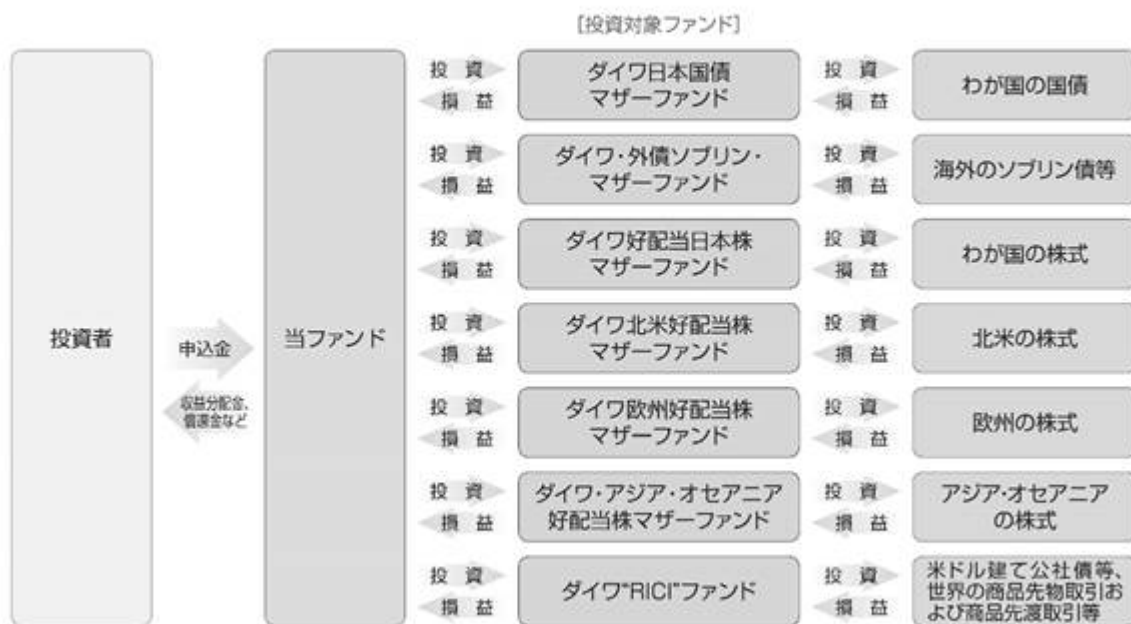 [投資対象ファンド]
投資者
申込金
収益分配金、
償還金など
当ファンド
投 資
損 益
ダイワ日本国債
マザーファンド
投 資
損 益
わが国の国債
投 資
損 益
ダイワ・外債ソブリン・
マザーファンド
投 資
損 益
海外のソブリン債等
投 資
損 益
ダイワ好配当日本株
マザーファンド
投 資
損 益
わが国の株式
投 資
損 益
ダイワ北米好配当株
マザーファンド
投 資
損 益
北米の株式
投 資
損 益
ダイワ欧州好配当株
マザーファンド
投 資
損 益
欧州の株式
投 資
損 益
ダイワ・アジア・オセアニア
好配当株マザーファンド
投 資
損 益
アジア・オセアニア
の株式
投 資
損 益
ダイワ“RICI”ファンド
投 資
損 益
米ドル建て公社債等、
世界の商品先物取引お
よび商品先渡取引等